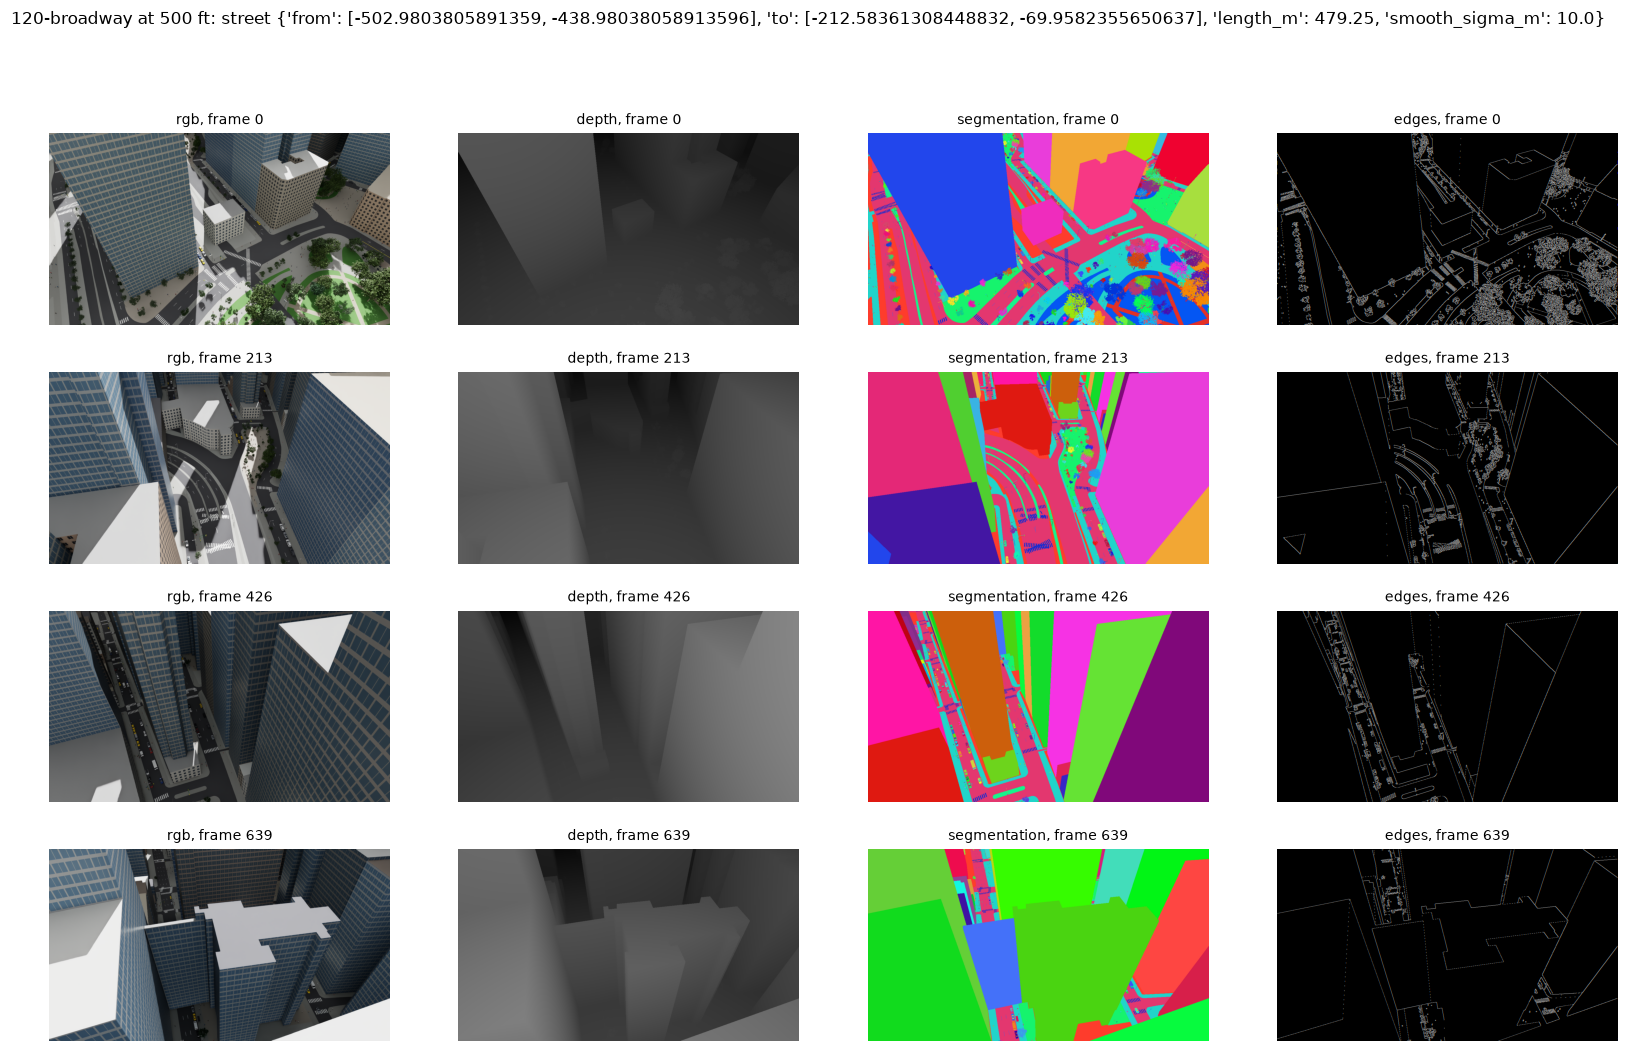 120-broadway at 500 ft: street {'from': [-502.9803805891359, -438.98038058913596], 'to': [-212.58361308448832, -69.9582355650637], 'length_m': 479.25, 'smooth_sigma_m': 10.0}
rgb, frame 0
depth, frame 0
segmentation, frame 0
edges, frame 0
rgb, frame 213
depth, frame 213
segmentation, frame 213
edges, frame 213
rgb, frame 426
depth, frame 426
segmentation, frame 426
edges, frame 426
rgb, frame 639
depth, frame 639
segmentation, frame 639
edges, frame 639